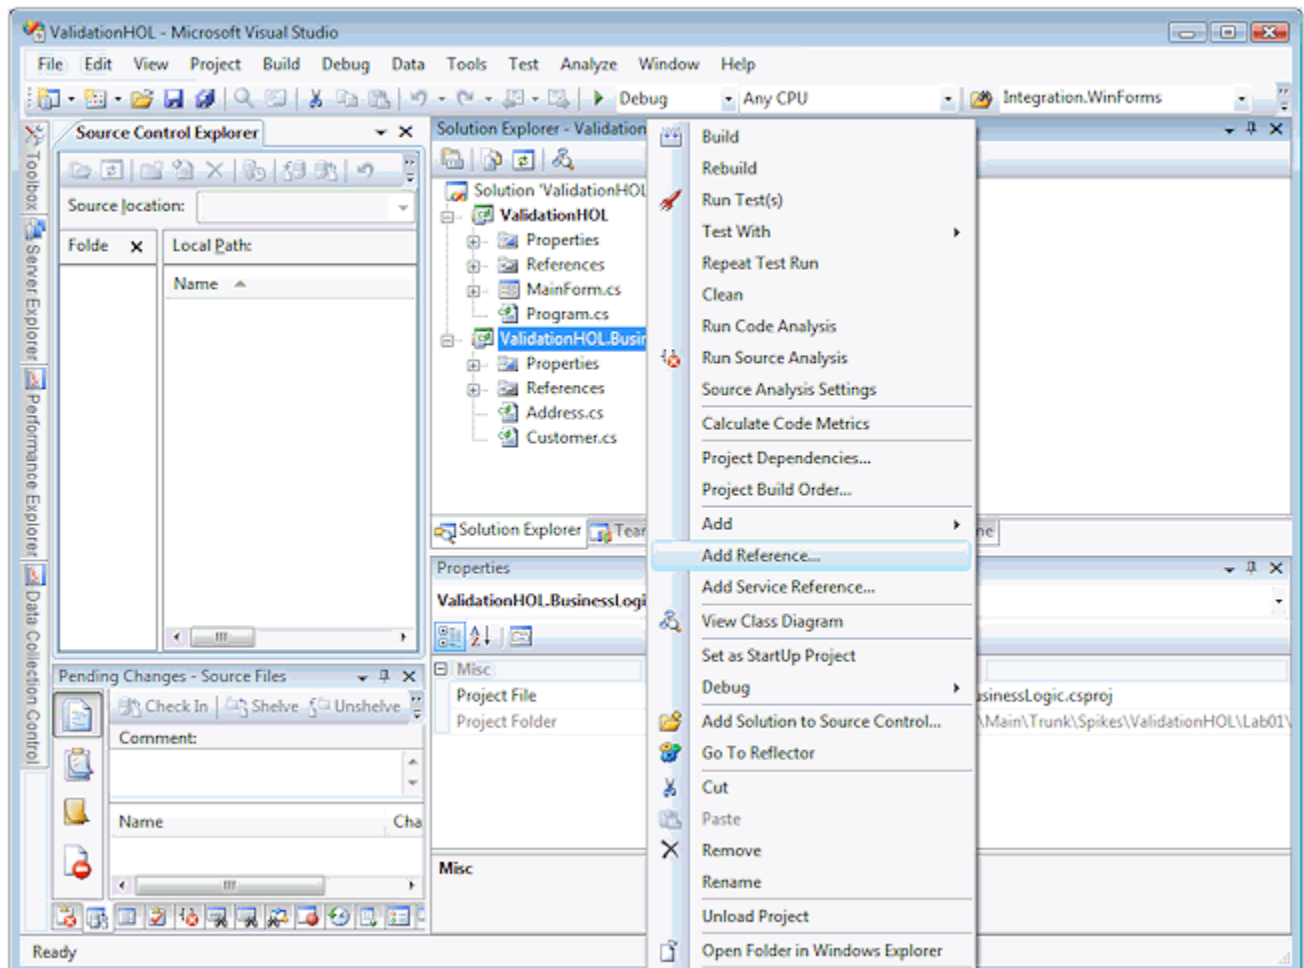 ValidationHOL - Microsoft Visual Studio
File Edit View Project Build Debug Data Tools Test Analyze Window Help
Debug Any CPU Integration.WinForms
Toolbox
Server Explorer
Performance Explorer
Data Collection Control
Source Control Explorer
Source location:
Folde Local Path:
Name
Pending Changes - Source Files
Check In Shelve Unshelve
Comment:
Name Cha
Solution Explorer - Validation
Solution 'ValidationHOL
ValidationHOL
Properties
References
MainForm.cs
Program.cs
ValidationHOL.Busin
Properties
References
Address.cs
Customer.cs
Solution Explorer Tear ne
Properties
ValidationHOL.BusinessLogi
Misc
Project File usinessLogic.csproj
Project Folder \Main\Trunk\Spikes\ValidationHOL\Lab01\
Misc
Build
Rebuild
Run Test(s)
Test With
Repeat Test Run
Clean
Run Code Analysis
Run Source Analysis
Source Analysis Settings
Calculate Code Metrics
Project Dependencies...
Project Build Order...
Add
Add Reference...
Add Service Reference...
View Class Diagram
Set as StartUp Project
Debug
Add Solution to Source Control...
Go To Reflector
Cut
Paste
Remove
Rename
Unload Project
Open Folder in Windows Explorer
Ready